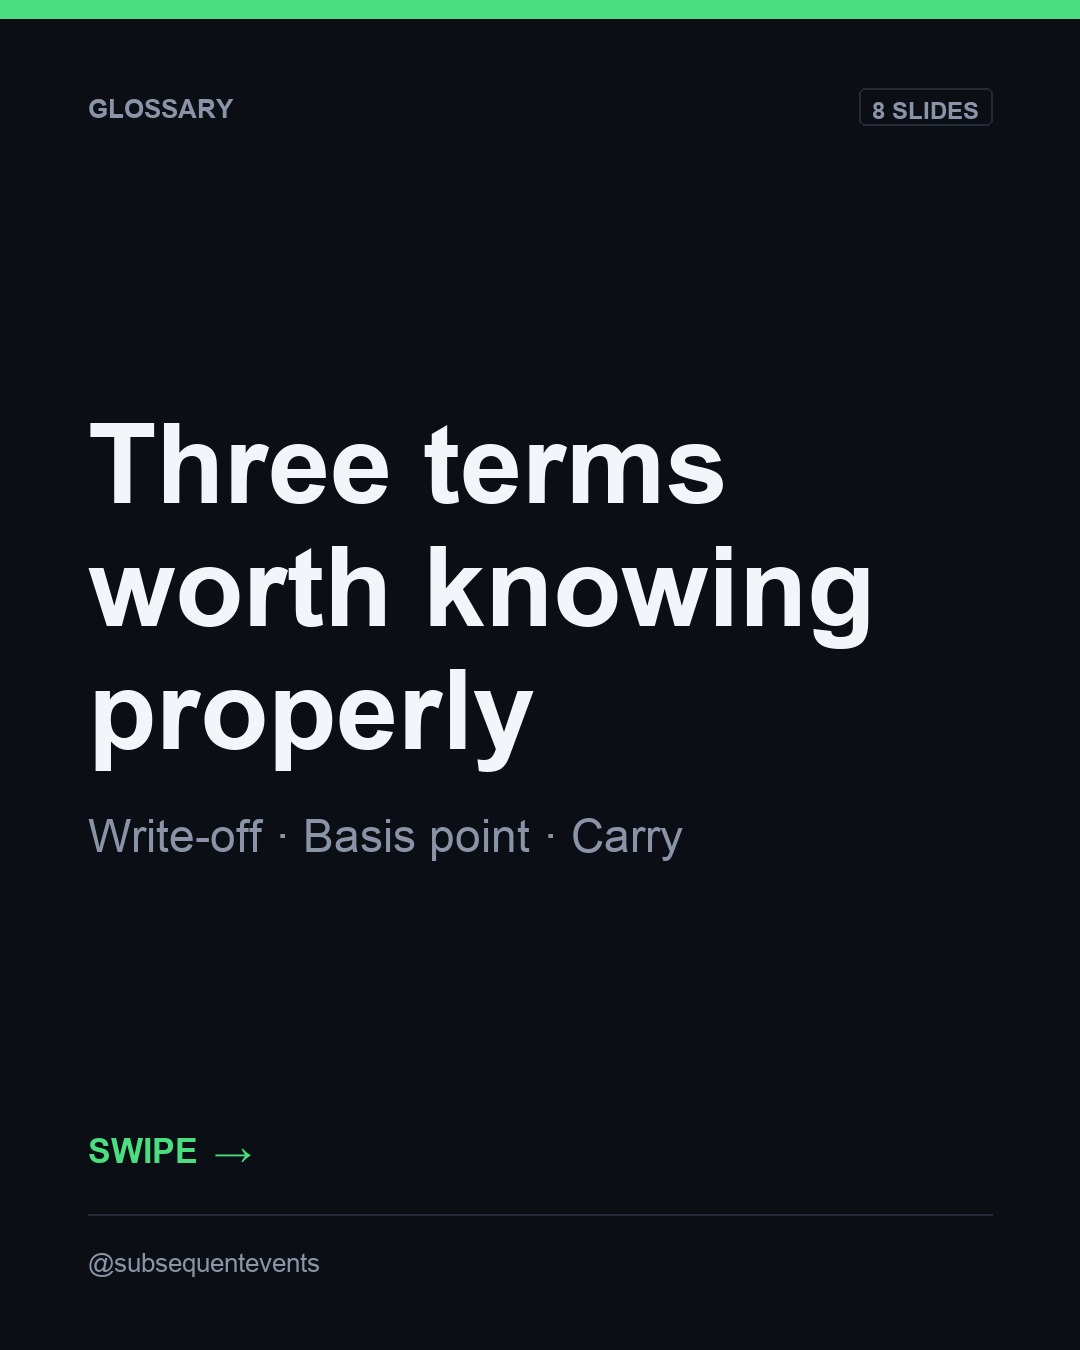 GLOSSARY
8 SLIDES
Three terms
worth knowing
properly
Write-off · Basis point · Carry
SWIPE →
@subsequentevents